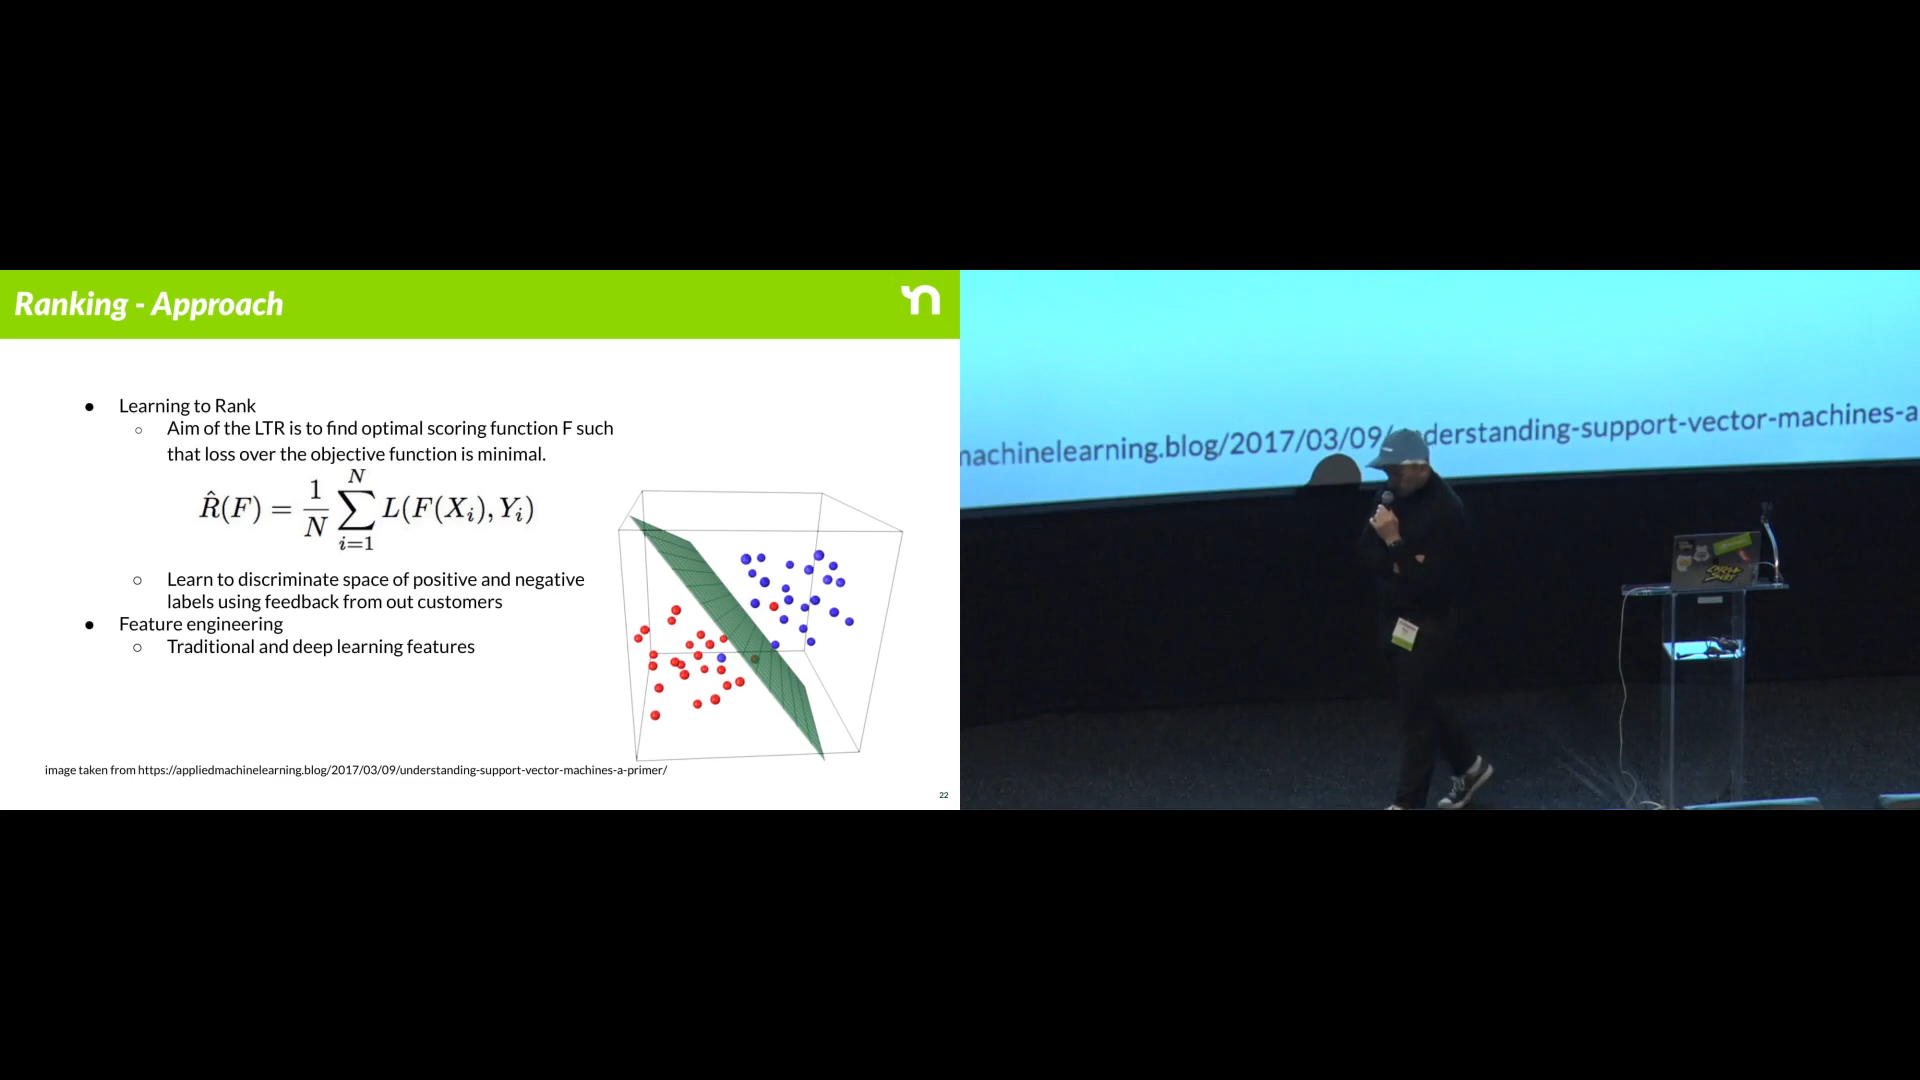 Ranking - Approach
● Learning to Rank
○ Aim of the LTR is to find optimal scoring function F such
that loss over the objective function is minimal.
R̂(F) = 1/N ∑_{i=1}^{N} L(F(X_i), Y_i)
○ Learn to discriminate space of positive and negative
labels using feedback from out customers
● Feature engineering
○ Traditional and deep learning features
image taken from https://appliedmachinelearning.blog/2017/03/09/understanding-support-vector-machines-a-primer/
22
machinelearning.blog/2017/03/09/ nderstanding-support-vector-machines-a